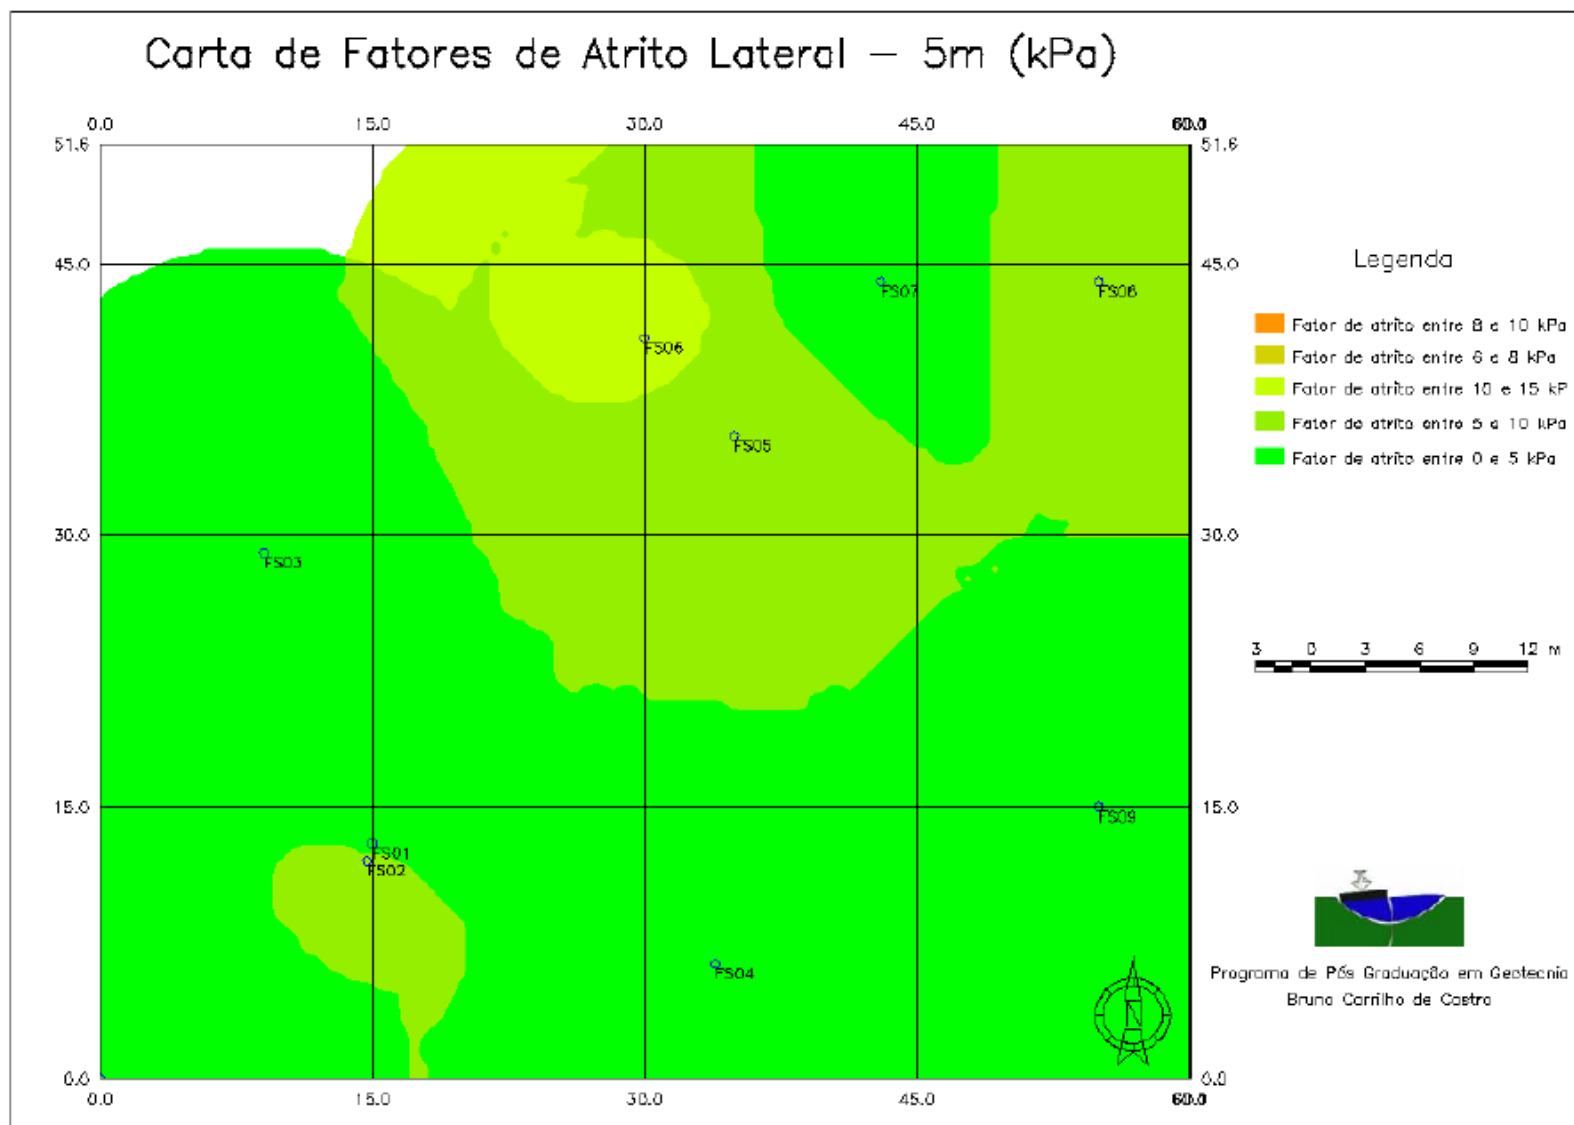 Carta de Fatores de Atrito Lateral – 5m (kPa)
0.0 15.0 30.0 45.0 60.0
51.6 51.6
45.0 45.0
Legenda
FS07 FS08
Fator de atrito entre 8 e 10 kPa
FS06
Fator de atrito entre 6 e 8 kPa
Fator de atrito entre 10 e 15 kP
Fator de atrito entre 5 e 10 kPa
FS05
Fator de atrito entre 0 e 5 kPa
30.0 30.0
FS03
3 0 3 6 9 12 m
15.0 15.0
FS09
FS01
FS02
FS04
Programa de Pós Graduação em Geotecnia
Bruno Carrilho de Castro
0.0 0.0
0.0 15.0 30.0 45.0 60.0